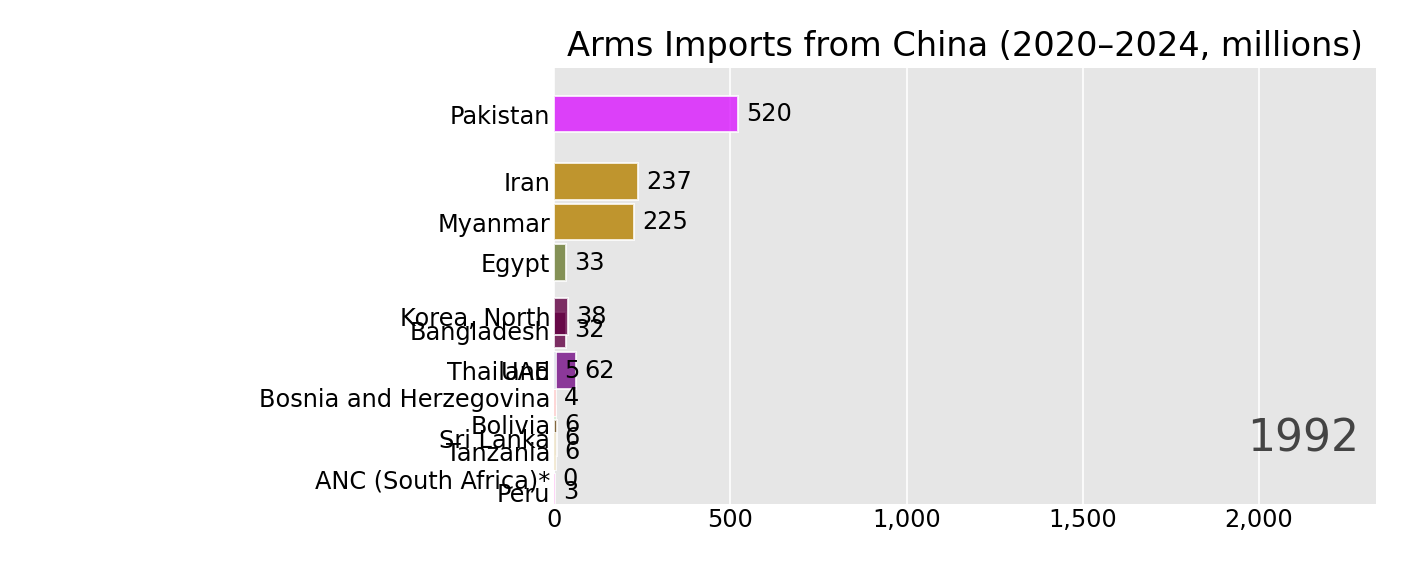 Arms Imports from China (2020–2024, millions)
Pakistan 520
Iran 237
Myanmar 225
Egypt 33
Korea, North 38
Bangladesh 32
Thailand 62
UAE 5
Bosnia and Herzegovina 4
Bolivia 6
Sri Lanka 6
Tanzania 6
1992
ANC (South Africa)* 0
Peru 3
0 500 1,000 1,500 2,000